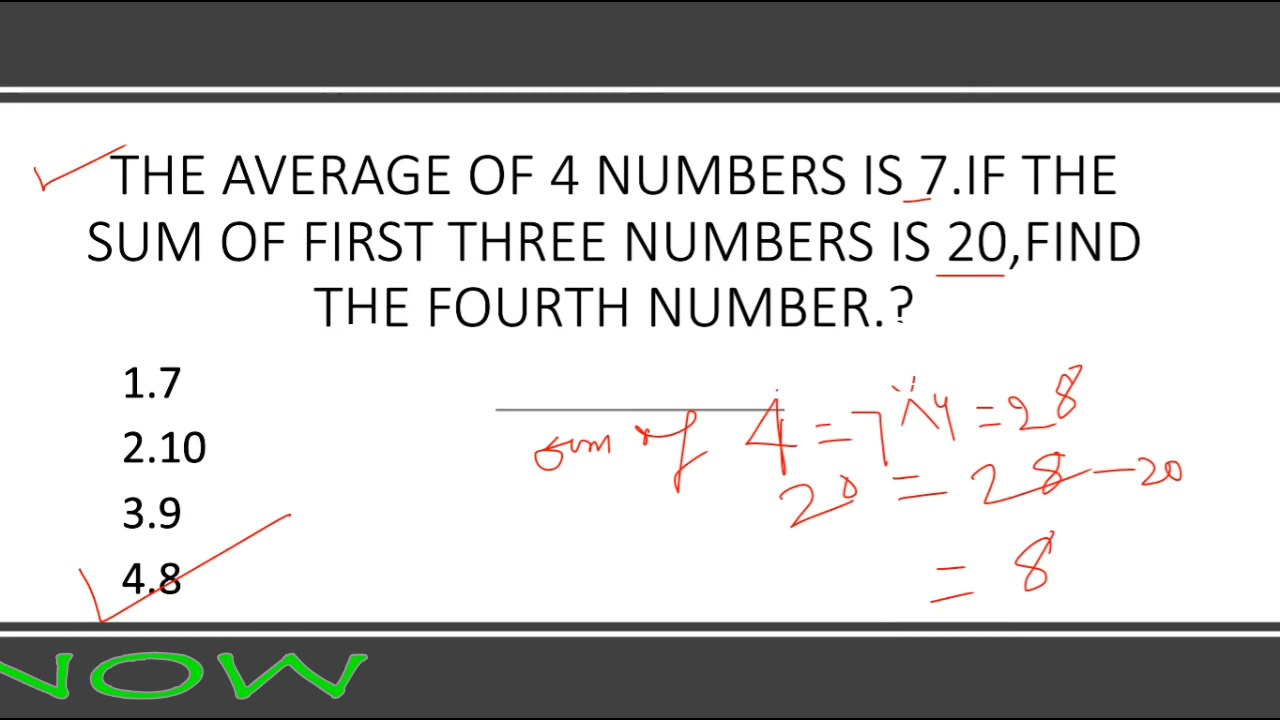 THE AVERAGE OF 4 NUMBERS IS 7.IF THE
SUM OF FIRST THREE NUMBERS IS 20,FIND
THE FOURTH NUMBER.?
1.7
2.10
3.9
4.8
sum of 4 = 7×4 = 28
20 = 28 - 20
= 8
NOW